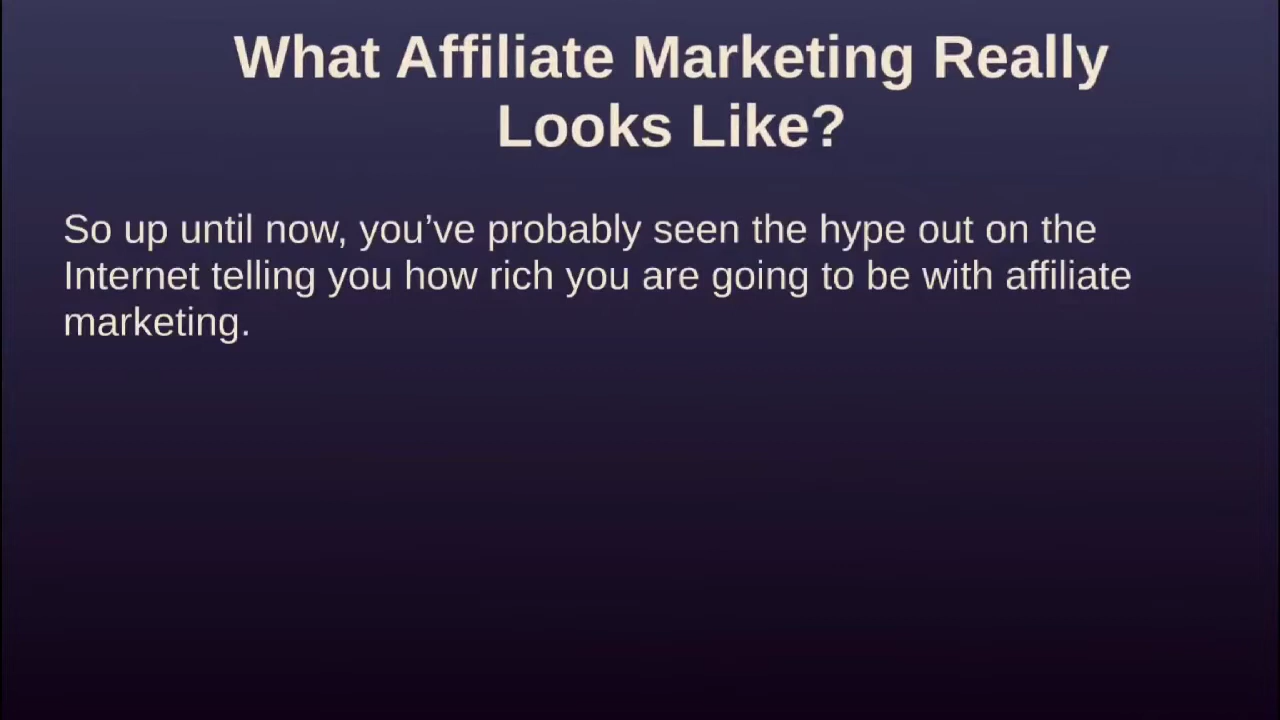 What Affiliate Marketing Really
Looks Like?
So up until now, you’ve probably seen the hype out on the
Internet telling you how rich you are going to be with affiliate
marketing.